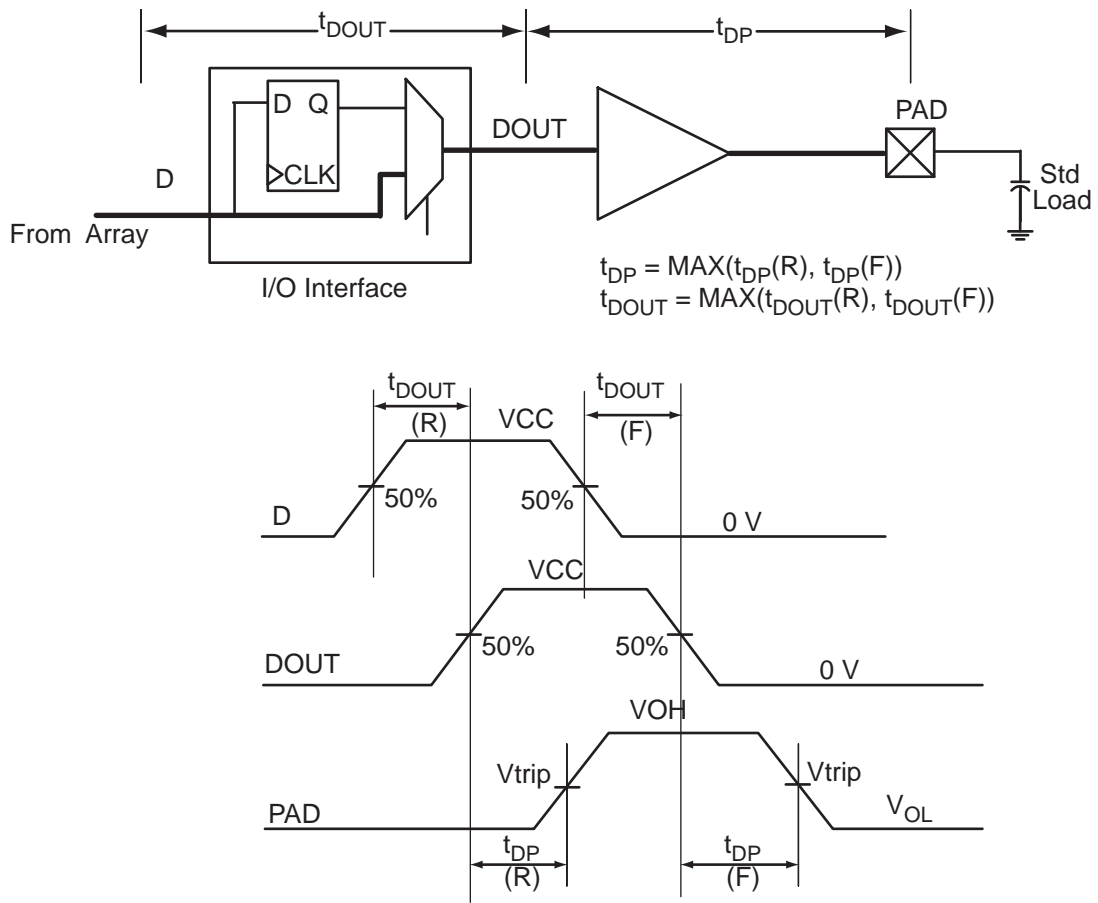 tDOUT
tDP
D Q
CLK
DOUT
PAD
D
Std
Load
From Array
I/O Interface
tDP = MAX(tDP(R), tDP(F))
tDOUT = MAX(tDOUT(R), tDOUT(F))
tDOUT
(R)
VCC
tDOUT
(F)
50%
50%
D
0 V
VCC
50%
50%
DOUT
0 V
VOH
Vtrip
Vtrip
PAD
VOL
tDP
(R)
tDP
(F)